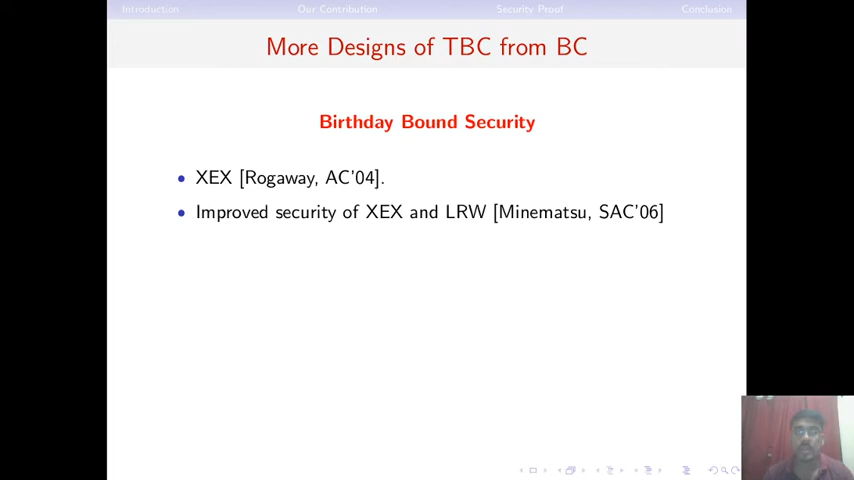 Introduction Our Contribution Security Proof Conclusion
More Designs of TBC from BC
Birthday Bound Security
• XEX [Rogaway, AC'04].
• Improved security of XEX and LRW [Minematsu, SAC'06]